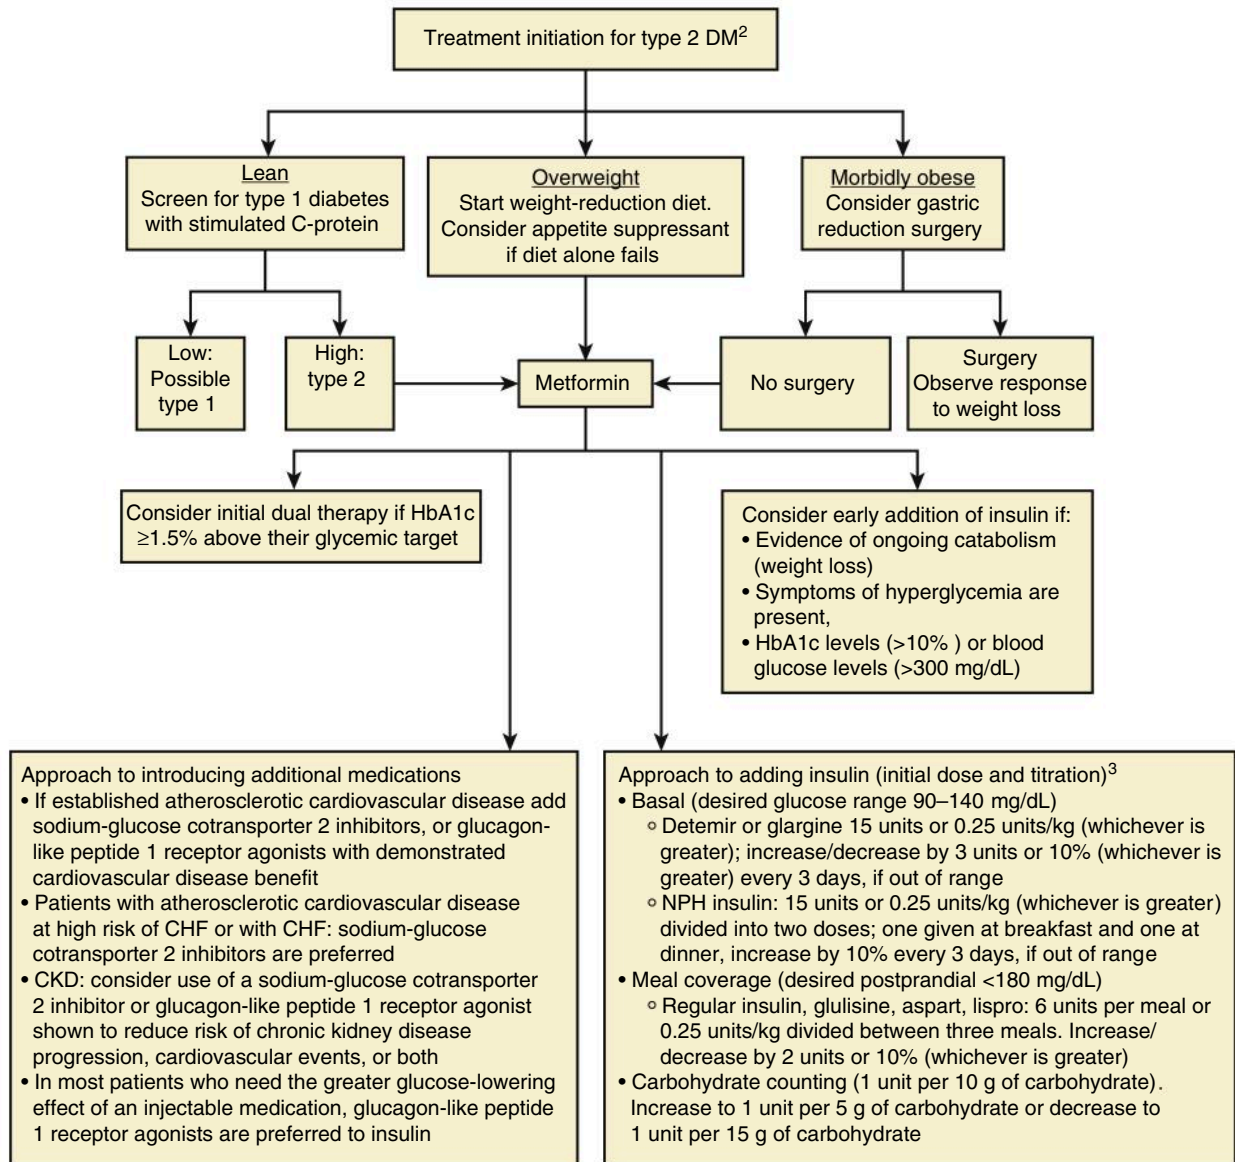 Treatment initiation for type 2 DM²
Lean
Screen for type 1 diabetes
with stimulated C-protein
Overweight
Start weight-reduction diet.
Consider appetite suppressant
if diet alone fails
Morbidly obese
Consider gastric
reduction surgery
Low:
Possible
type 1
High:
type 2
Metformin
No surgery
Surgery
Observe response
to weight loss
Consider initial dual therapy if HbA1c
≥1.5% above their glycemic target
Consider early addition of insulin if:
• Evidence of ongoing catabolism
(weight loss)
• Symptoms of hyperglycemia are
present,
• HbA1c levels (>10% ) or blood
glucose levels (>300 mg/dL)
Approach to introducing additional medications
• If established atherosclerotic cardiovascular disease add
sodium-glucose cotransporter 2 inhibitors, or glucagon-
like peptide 1 receptor agonists with demonstrated
cardiovascular disease benefit
• Patients with atherosclerotic cardiovascular disease
at high risk of CHF or with CHF: sodium-glucose
cotransporter 2 inhibitors are preferred
• CKD: consider use of a sodium-glucose cotransporter
2 inhibitor or glucagon-like peptide 1 receptor agonist
shown to reduce risk of chronic kidney disease
progression, cardiovascular events, or both
• In most patients who need the greater glucose-lowering
effect of an injectable medication, glucagon-like peptide
1 receptor agonists are preferred to insulin
Approach to adding insulin (initial dose and titration)³
• Basal (desired glucose range 90–140 mg/dL)
◦ Detemir or glargine 15 units or 0.25 units/kg (whichever is
greater); increase/decrease by 3 units or 10% (whichever is
greater) every 3 days, if out of range
◦ NPH insulin: 15 units or 0.25 units/kg (whichever is greater)
divided into two doses; one given at breakfast and one at
dinner, increase by 10% every 3 days, if out of range
• Meal coverage (desired postprandial <180 mg/dL)
◦ Regular insulin, glulisine, aspart, lispro: 6 units per meal or
0.25 units/kg divided between three meals. Increase/
decrease by 2 units or 10% (whichever is greater)
• Carbohydrate counting (1 unit per 10 g of carbohydrate).
Increase to 1 unit per 5 g of carbohydrate or decrease to
1 unit per 15 g of carbohydrate